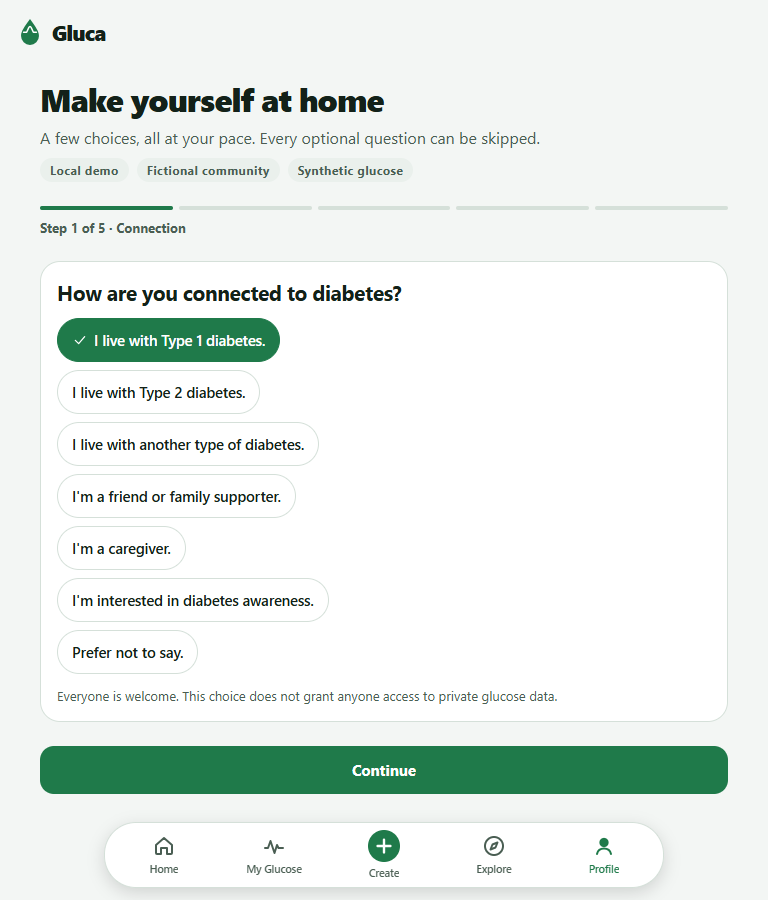 Gluca
Make yourself at home
A few choices, all at your pace. Every optional question can be skipped.
Local demo
Fictional community
Synthetic glucose
Step 1 of 5 · Connection
How are you connected to diabetes?
I live with Type 1 diabetes.
I live with Type 2 diabetes.
I live with another type of diabetes.
I'm a friend or family supporter.
I'm a caregiver.
I'm interested in diabetes awareness.
Prefer not to say.
Everyone is welcome. This choice does not grant anyone access to private glucose data.
Continue
Home
My Glucose
Create
Explore
Profile